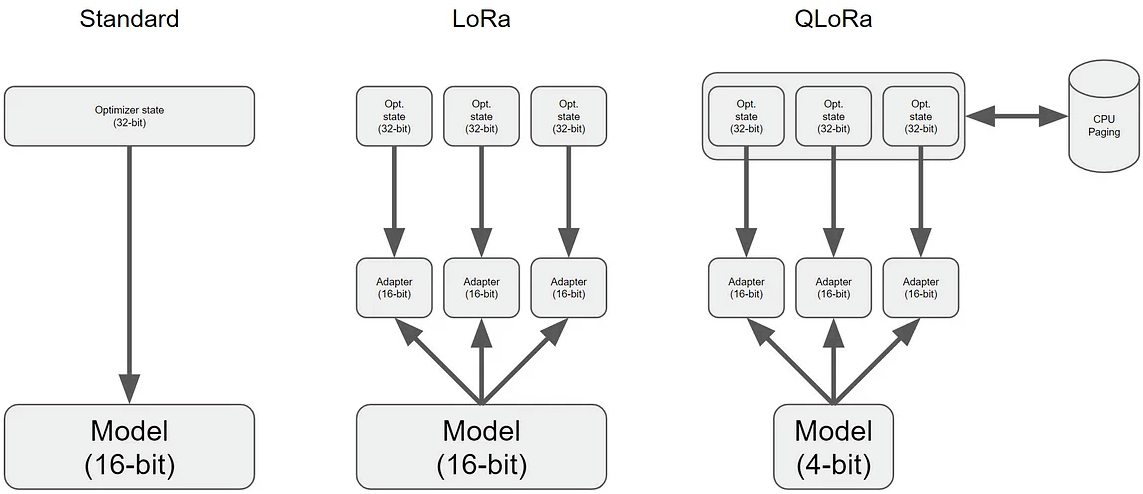 Standard
LoRa
QLoRa
Optimizer state
(32-bit)
Opt.
state
(32-bit)
Opt.
state
(32-bit)
Opt.
state
(32-bit)
Opt.
state
(32-bit)
Opt.
state
(32-bit)
Opt.
state
(32-bit)
CPU
Paging
Adapter
(16-bit)
Adapter
(16-bit)
Adapter
(16-bit)
Adapter
(16-bit)
Adapter
(16-bit)
Adapter
(16-bit)
Model
(16-bit)
Model
(16-bit)
Model
(4-bit)